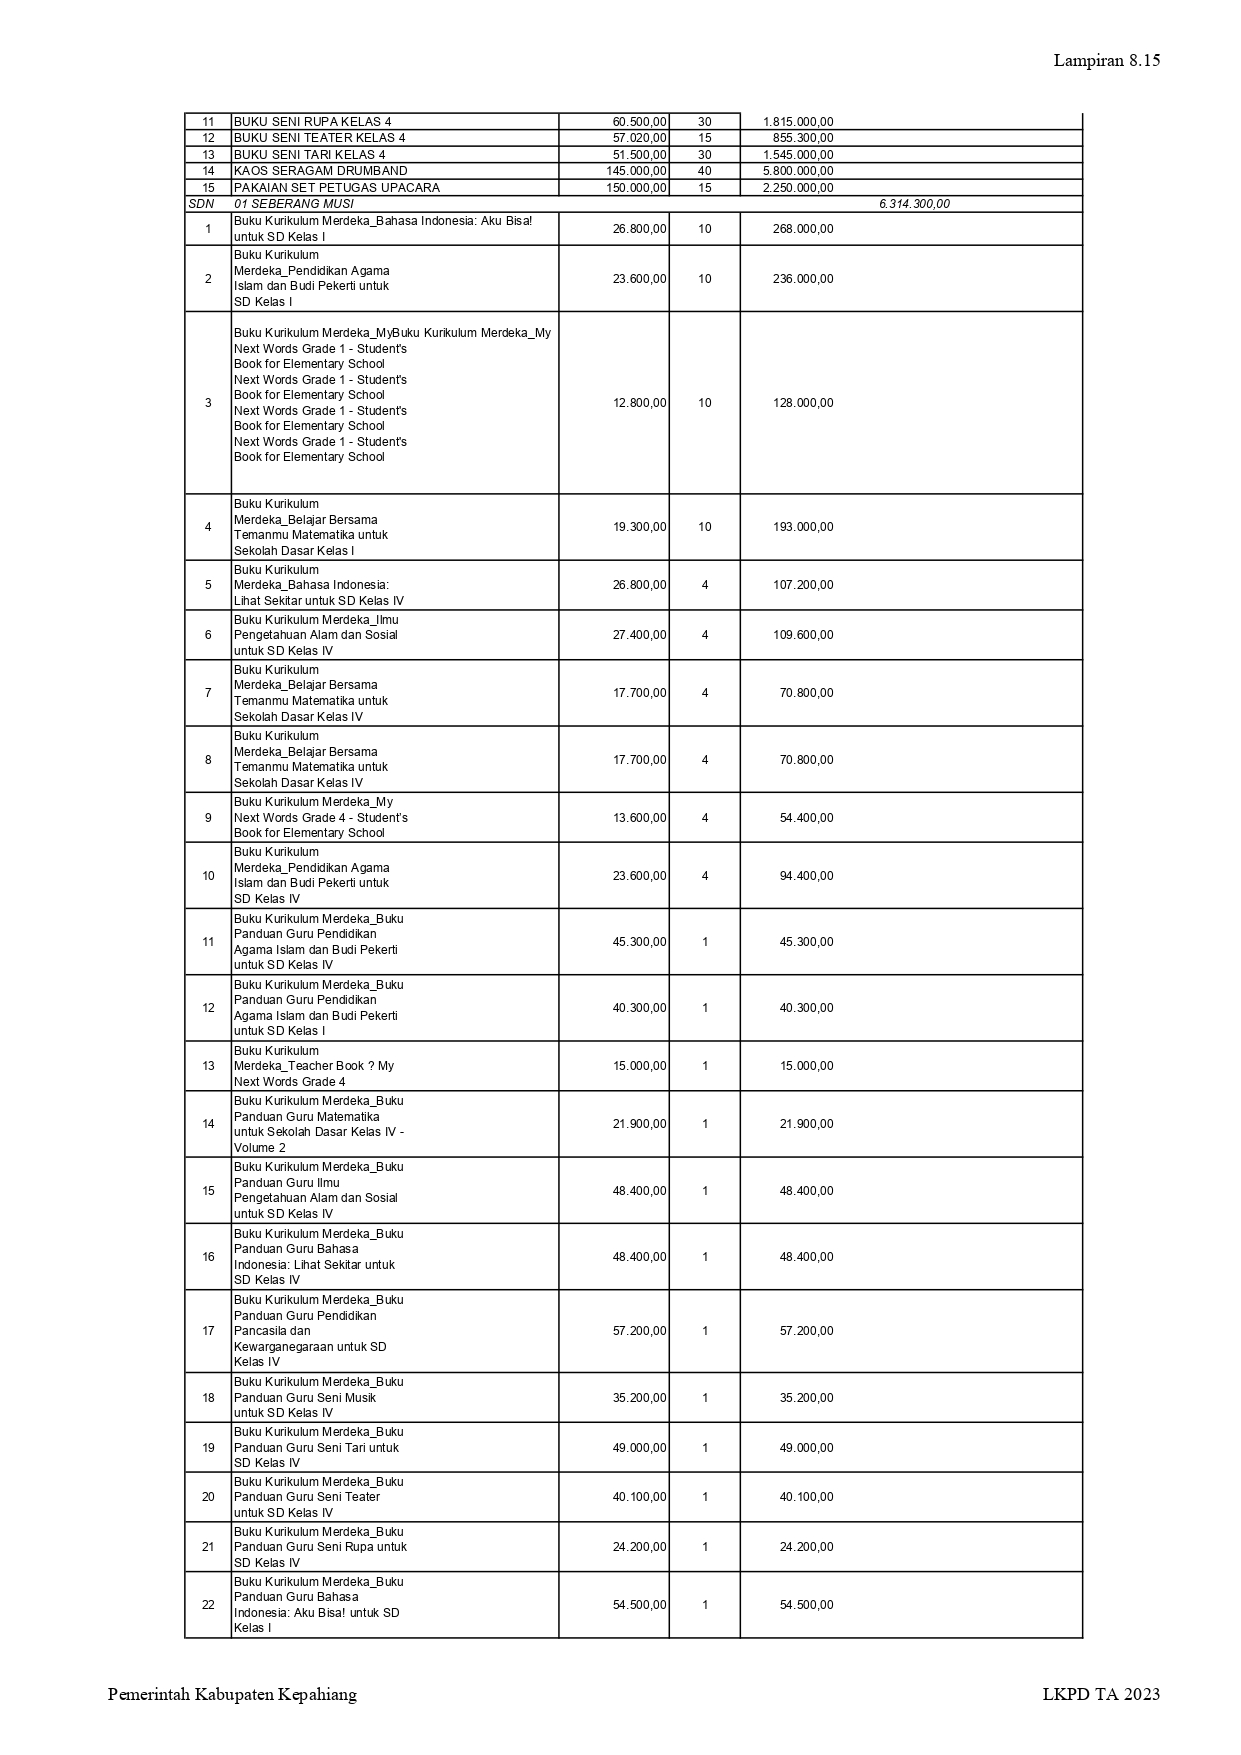 Lampiran 8.15
11 BUKU SENI RUPA KELAS 4 60.500,00 30 1.815.000,00
12 BUKU SENI TEATER KELAS 4 57.020,00 15 855.300,00
13 BUKU SENI TARI KELAS 4 51.500,00 30 1.545.000,00
14 KAOS SERAGAM DRUMBAND 145.000,00 40 5.800.000,00
15 PAKAIAN SET PETUGAS UPACARA 150.000,00 15 2.250.000,00
SDN 01 SEBERANG MUSI 6.314.300,00
Buku Kurikulum Merdeka_Bahasa Indonesia: Aku Bisa!
untuk SD Kelas I
1 26.800,00 10 268.000,00
Buku Kurikulum
Merdeka_Pendidikan Agama
Islam dan Budi Pekerti untuk
SD Kelas I
2 23.600,00 10 236.000,00
Buku Kurikulum Merdeka_MyBuku Kurikulum Merdeka_My
Next Words Grade 1 - Student's
Book for Elementary School
Next Words Grade 1 - Student's
Book for Elementary School
Next Words Grade 1 - Student's
Book for Elementary School
Next Words Grade 1 - Student's
Book for Elementary School
3 12.800,00 10 128.000,00
Buku Kurikulum
Merdeka_Belajar Bersama
Temanmu Matematika untuk
Sekolah Dasar Kelas I
4 19.300,00 10 193.000,00
Buku Kurikulum
Merdeka_Bahasa Indonesia:
Lihat Sekitar untuk SD Kelas IV
5 26.800,00 4 107.200,00
Buku Kurikulum Merdeka_Ilmu
Pengetahuan Alam dan Sosial
untuk SD Kelas IV
6 27.400,00 4 109.600,00
Buku Kurikulum
Merdeka_Belajar Bersama
Temanmu Matematika untuk
Sekolah Dasar Kelas IV
7 17.700,00 4 70.800,00
Buku Kurikulum
Merdeka_Belajar Bersama
Temanmu Matematika untuk
Sekolah Dasar Kelas IV
8 17.700,00 4 70.800,00
Buku Kurikulum Merdeka_My
Next Words Grade 4 - Student's
Book for Elementary School
9 13.600,00 4 54.400,00
Buku Kurikulum
Merdeka_Pendidikan Agama
Islam dan Budi Pekerti untuk
SD Kelas IV
10 23.600,00 4 94.400,00
Buku Kurikulum Merdeka_Buku
Panduan Guru Pendidikan
Agama Islam dan Budi Pekerti
untuk SD Kelas IV
11 45.300,00 1 45.300,00
Buku Kurikulum Merdeka_Buku
Panduan Guru Pendidikan
Agama Islam dan Budi Pekerti
untuk SD Kelas I
12 40.300,00 1 40.300,00
Buku Kurikulum
Merdeka_Teacher Book ? My
Next Words Grade 4
13 15.000,00 1 15.000,00
Buku Kurikulum Merdeka_Buku
Panduan Guru Matematika
untuk Sekolah Dasar Kelas IV -
Volume 2
14 21.900,00 1 21.900,00
Buku Kurikulum Merdeka_Buku
Panduan Guru Ilmu
Pengetahuan Alam dan Sosial
untuk SD Kelas IV
15 48.400,00 1 48.400,00
Buku Kurikulum Merdeka_Buku
Panduan Guru Bahasa
Indonesia: Lihat Sekitar untuk
SD Kelas IV
16 48.400,00 1 48.400,00
Buku Kurikulum Merdeka_Buku
Panduan Guru Pendidikan
Pancasila dan
Kewarganegaraan untuk SD
Kelas IV
17 57.200,00 1 57.200,00
Buku Kurikulum Merdeka_Buku
Panduan Guru Seni Musik
untuk SD Kelas IV
18 35.200,00 1 35.200,00
Buku Kurikulum Merdeka_Buku
Panduan Guru Seni Tari untuk
SD Kelas IV
19 49.000,00 1 49.000,00
Buku Kurikulum Merdeka_Buku
Panduan Guru Seni Teater
untuk SD Kelas IV
20 40.100,00 1 40.100,00
Buku Kurikulum Merdeka_Buku
Panduan Guru Seni Rupa untuk
SD Kelas IV
21 24.200,00 1 24.200,00
Buku Kurikulum Merdeka_Buku
Panduan Guru Bahasa
Indonesia: Aku Bisa! untuk SD
Kelas I
22 54.500,00 1 54.500,00
Pemerintah Kabupaten Kepahiang LKPD TA 2023